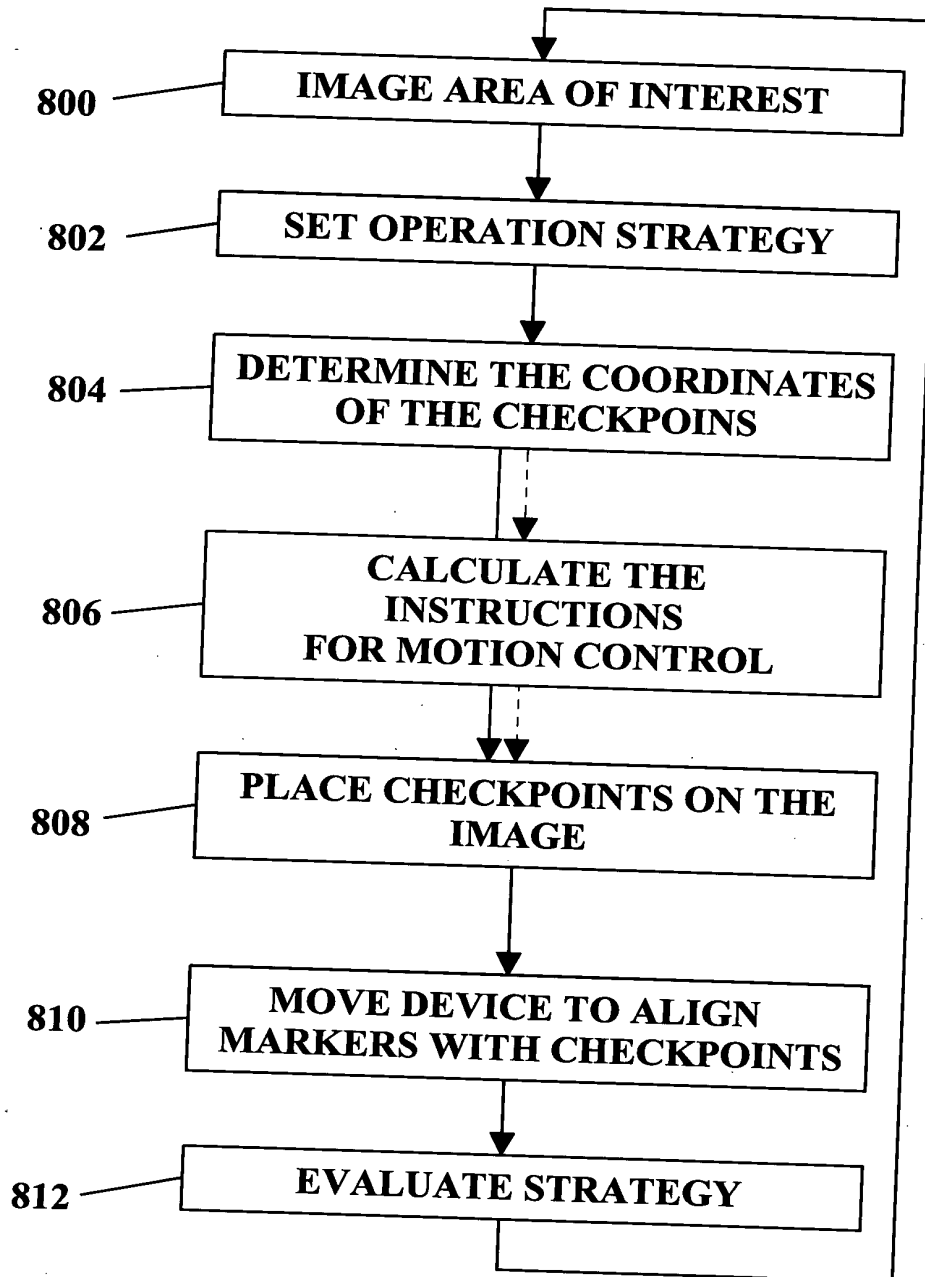 800
IMAGE AREA OF INTEREST
802
SET OPERATION STRATEGY
804
DETERMINE THE COORDINATES
OF THE CHECKPOINS
806
CALCULATE THE
INSTRUCTIONS
FOR MOTION CONTROL
808
PLACE CHECKPOINTS ON THE
IMAGE
810
MOVE DEVICE TO ALIGN
MARKERS WITH CHECKPOINTS
812
EVALUATE STRATEGY